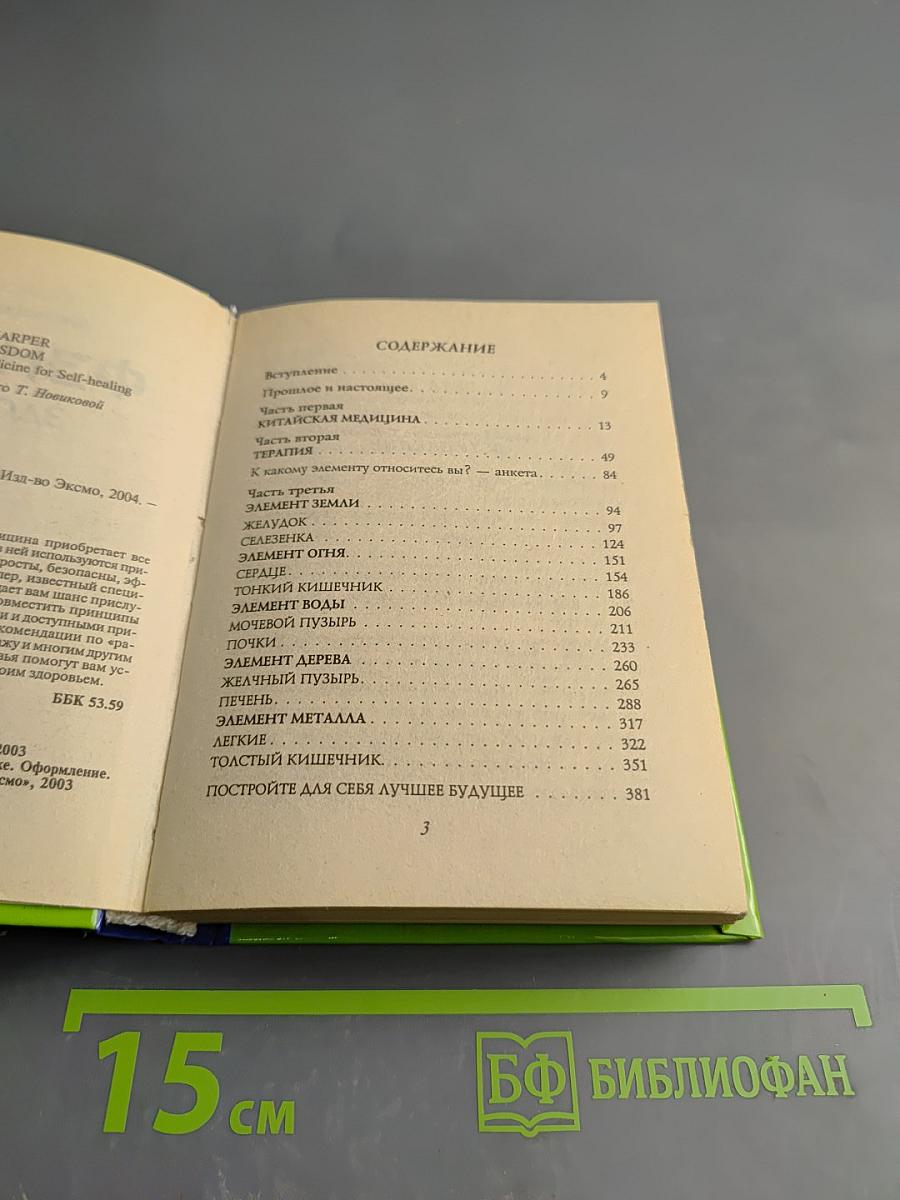 ARPER
SDOM
icine for Self-healing
го Т. Новиковой
Изд-во Эксмо, 2004. —
ицина приобретает все
в ней используются при-
росты, безопасны, эф-
пер, известный специ-
дает вам шанс прислу-
овместить принципы
и и доступными при-
комендации по «ра-
жу и многим другим
вья помогут вам ус-
оим здоровьем.
ББК 53.59
2003
ке. Оформление.
смо», 2003
СОДЕРЖАНИЕ
Вступление . . . . . . . . . . . . . . . . . . . . 4
Прошлое и настоящее. . . . . . . . . . . . . . . . 9
Часть первая
КИТАЙСКАЯ МЕДИЦИНА . . . . . . . . . . . . . . . 13
Часть вторая
ТЕРАПИЯ . . . . . . . . . . . . . . . . . . . . . 49
К какому элементу относитесь вы? — анкета. . . . . 84
Часть третья
ЭЛЕМЕНТ ЗЕМЛИ . . . . . . . . . . . . . . . . . . 94
ЖЕЛУДОК . . . . . . . . . . . . . . . . . . . . . 97
СЕЛЕЗЕНКА . . . . . . . . . . . . . . . . . . . . 124
ЭЛЕМЕНТ ОГНЯ. . . . . . . . . . . . . . . . . . . 151
СЕРДЦЕ. . . . . . . . . . . . . . . . . . . . . . 154
ТОНКИЙ КИШЕЧНИК . . . . . . . . . . . . . . . . . 186
ЭЛЕМЕНТ ВОДЫ . . . . . . . . . . . . . . . . . . 206
МОЧЕВОЙ ПУЗЫРЬ . . . . . . . . . . . . . . . . . 211
ПОЧКИ . . . . . . . . . . . . . . . . . . . . . . 233
ЭЛЕМЕНТ ДЕРЕВА . . . . . . . . . . . . . . . . . 260
ЖЕЛЧНЫЙ ПУЗЫРЬ. . . . . . . . . . . . . . . . . . 265
ПЕЧЕНЬ. . . . . . . . . . . . . . . . . . . . . . 288
ЭЛЕМЕНТ МЕТАЛЛА . . . . . . . . . . . . . . . . . 317
ЛЕГКИЕ . . . . . . . . . . . . . . . . . . . . . 322
ТОЛСТЫЙ КИШЕЧНИК. . . . . . . . . . . . . . . . . 351
ПОСТРОЙТЕ ДЛЯ СЕБЯ ЛУЧШЕЕ БУДУЩЕЕ . . . . . . . 381
3
15 см
БФ БИБЛИОФАН